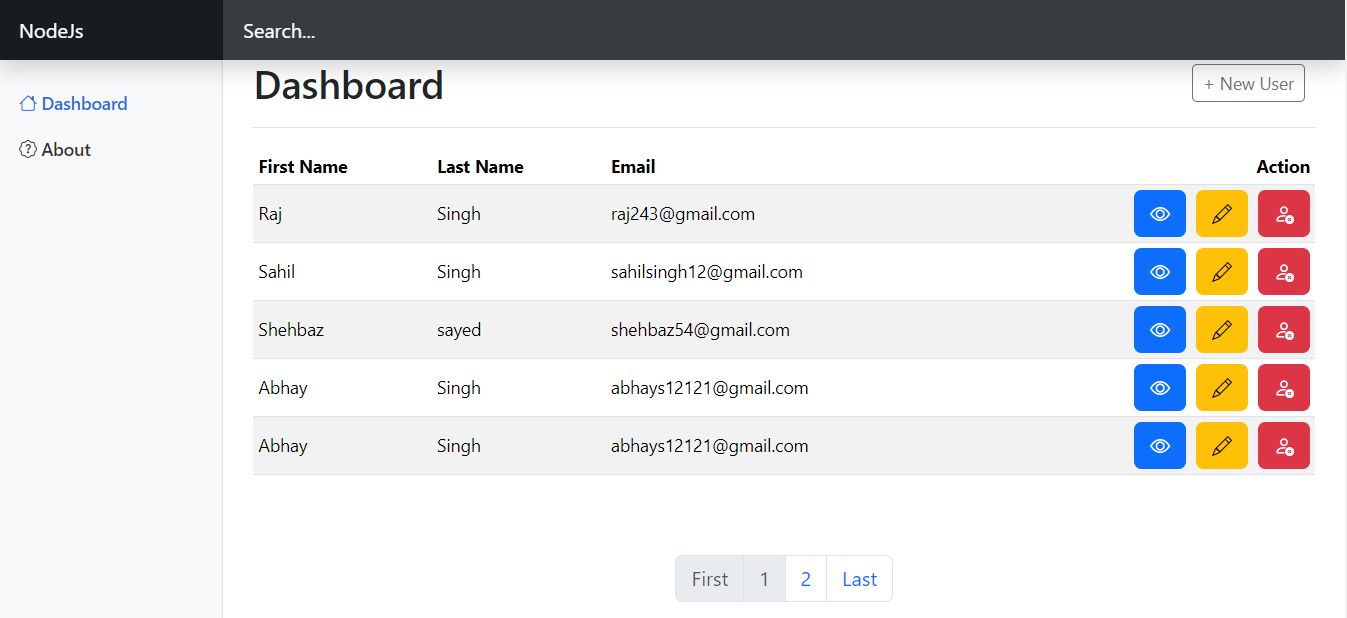 NodeJs
Search...
Dashboard
About
Dashboard
+ New User
First Name Last Name Email Action
Raj Singh raj243@gmail.com
Sahil Singh sahilsingh12@gmail.com
Shehbaz sayed shehbaz54@gmail.com
Abhay Singh abhays12121@gmail.com
Abhay Singh abhays12121@gmail.com
First 1 2 Last